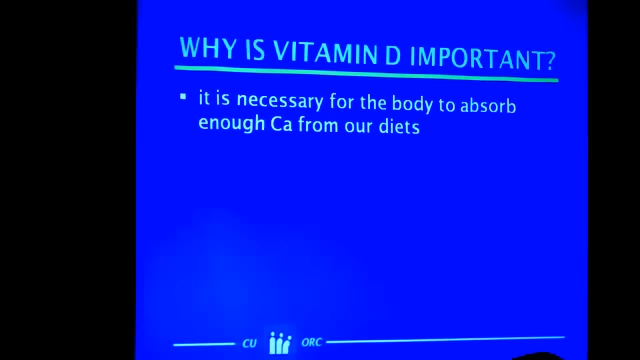 WHY IS VITAMIN D IMPORTANT?
▪ it is necessary for the body to absorb
enough Ca from our diets
CU ORC